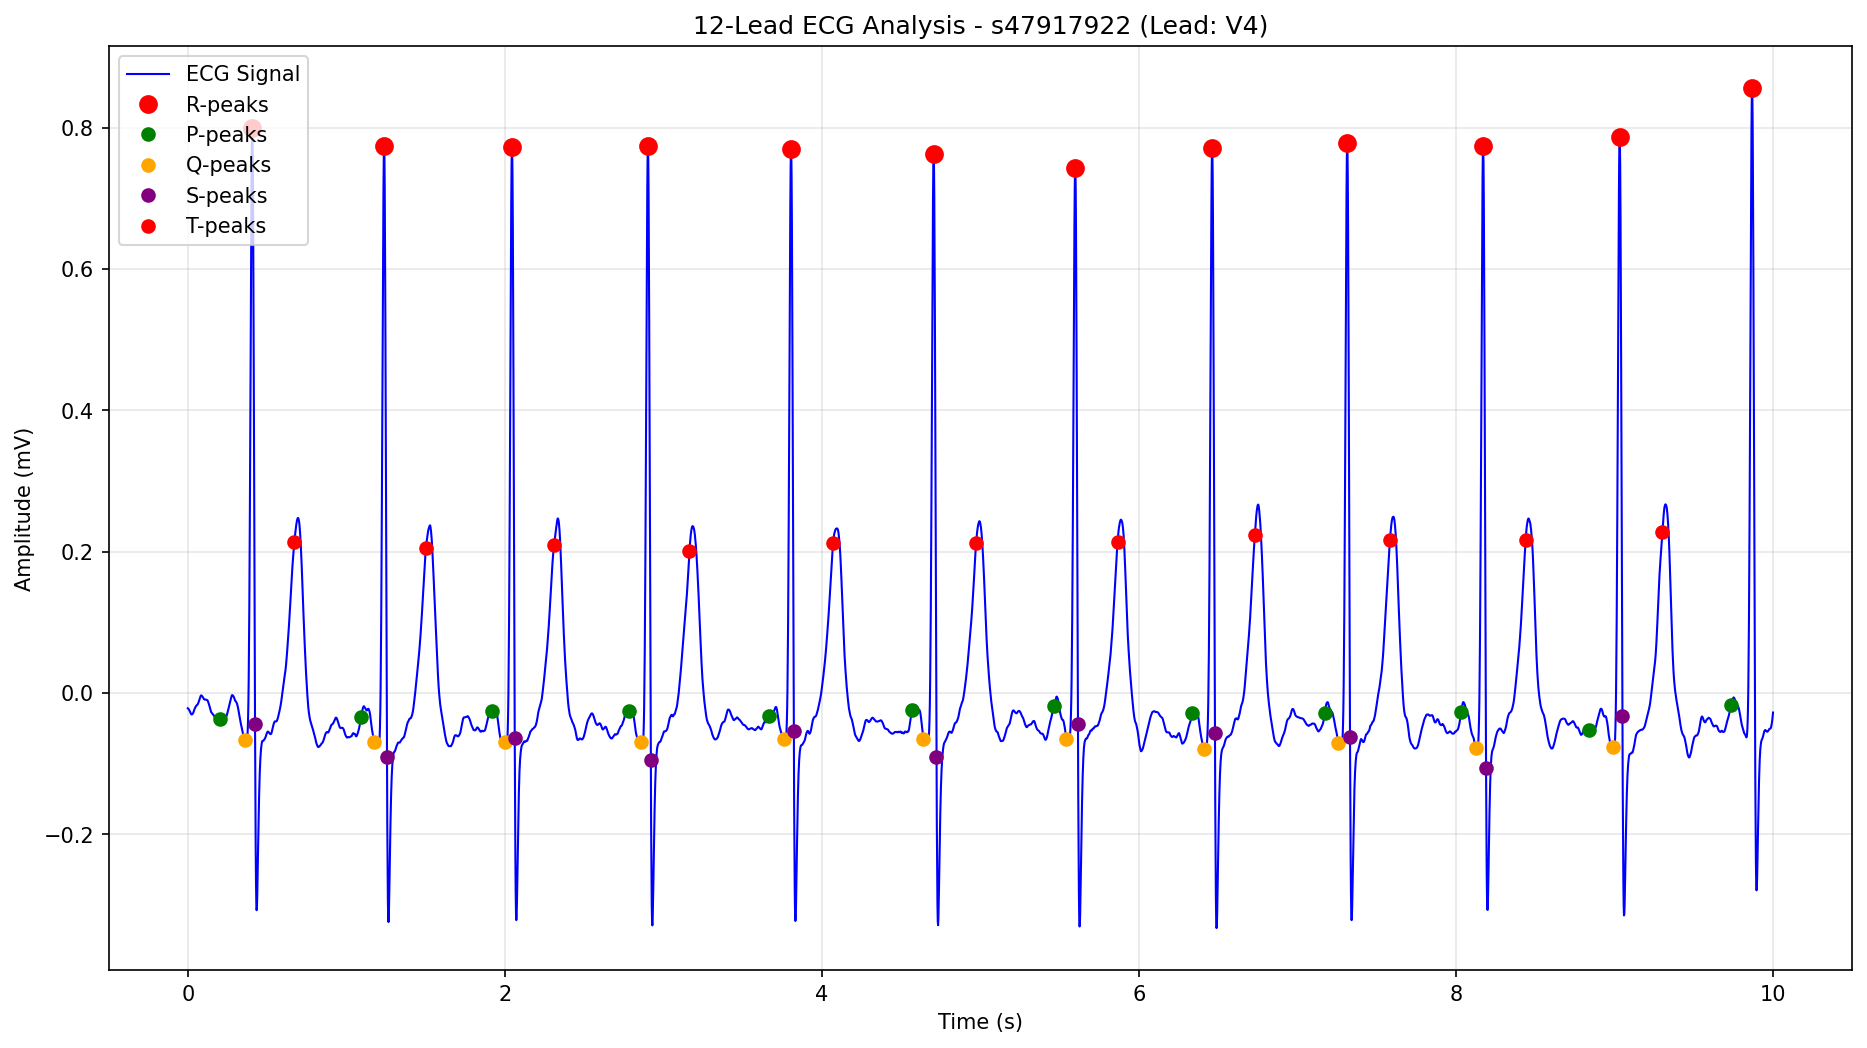 12-Lead ECG Analysis - s47917922 (Lead: V4)
ECG Signal
R-peaks
P-peaks
Q-peaks
S-peaks
T-peaks
Amplitude (mV)
0.8
0.6
0.4
0.2
0.0
−0.2
0 2 4 6 8 10
Time (s)